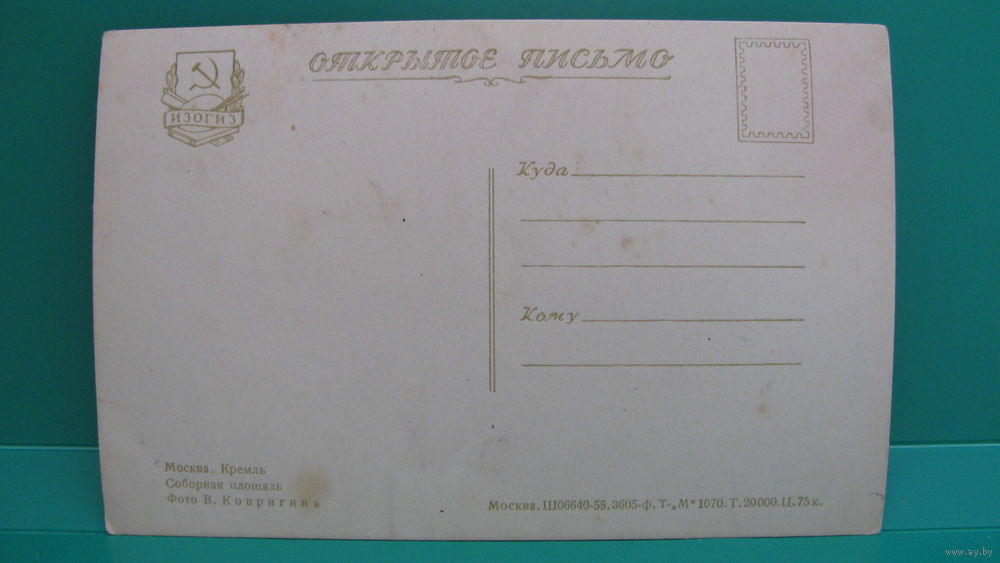 ОТКРЫТОЕ ПИСЬМО
ИЗОГИЗ
Куда
Кому
Москва. Кремль
Соборная площадь
Фото В. Ковригина
Москва. Ш06640-55. 3605-ф. Т-„М“ 1070. Т. 20000. Ц. 75 к.
www.ay.by